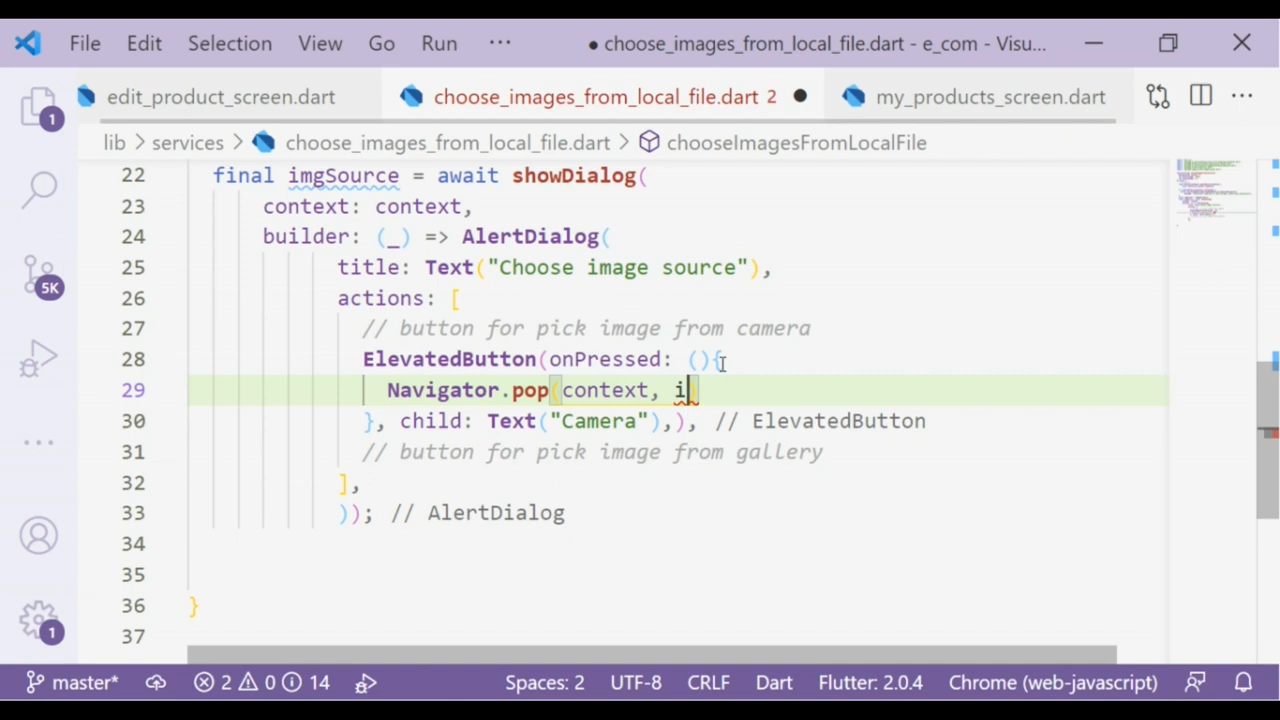 File Edit Selection View Go Run ··· ● choose_images_from_local_file.dart - e_com - Visu...
edit_product_screen.dart choose_images_from_local_file.dart 2 ● my_products_screen.dart ···
lib > services > choose_images_from_local_file.dart > chooseImagesFromLocalFile
22 final imgSource = await showDialog(
23 context: context,
24 builder: (_) => AlertDialog(
25 title: Text("Choose image source"),
26 actions: [
27 // button for pick image from camera
28 ElevatedButton(onPressed: (){
29 Navigator.pop(context, i)
30 }, child: Text("Camera"),), // ElevatedButton
31 // button for pick image from gallery
32 ],
33 )); // AlertDialog
34
35
36 }
37
1
5K
1
master* 2 0 14 Spaces: 2 UTF-8 CRLF Dart Flutter: 2.0.4 Chrome (web-javascript)